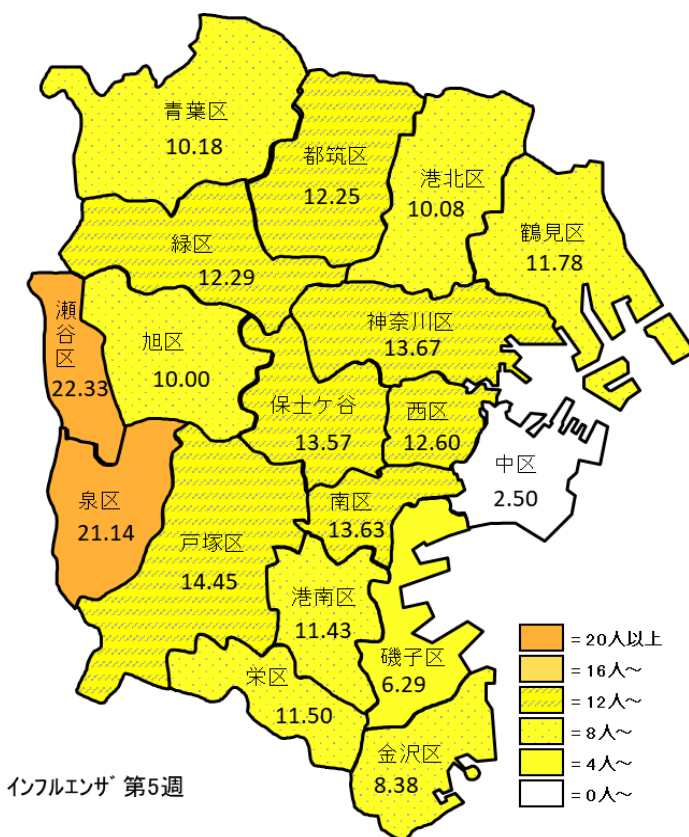 青葉区
10.18
都筑区
12.25
港北区
10.08
鶴見区
11.78
緑区
12.29
瀬谷区
22.33
旭区
10.00
神奈川区
13.67
保土ケ谷
13.57
西区
12.60
中区
2.50
泉区
21.14
戸塚区
14.45
南区
13.63
港南区
11.43
磯子区
6.29
栄区
11.50
金沢区
8.38
=20人以上
=16人～
=12人～
=8人～
=4人～
=0人～
インフルエンザ 第5週